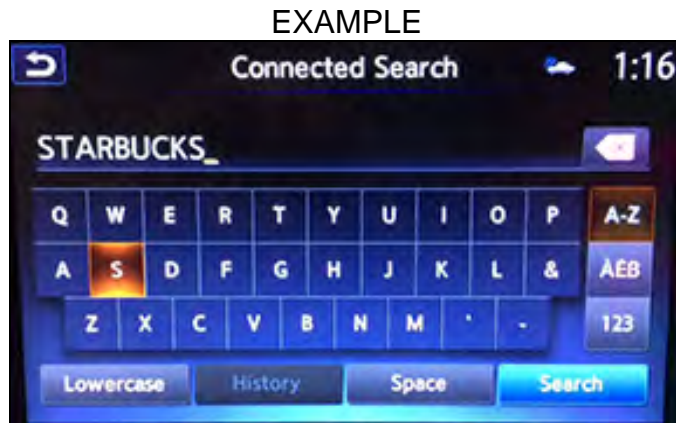 EXAMPLE
Connected Search 1:16
STARBUCKS_
Q W E R T Y U I O P A-Z
A S D F G H J K L & ÀÉB
Z X C V B N M ' - 123
Lowercase History Space Search